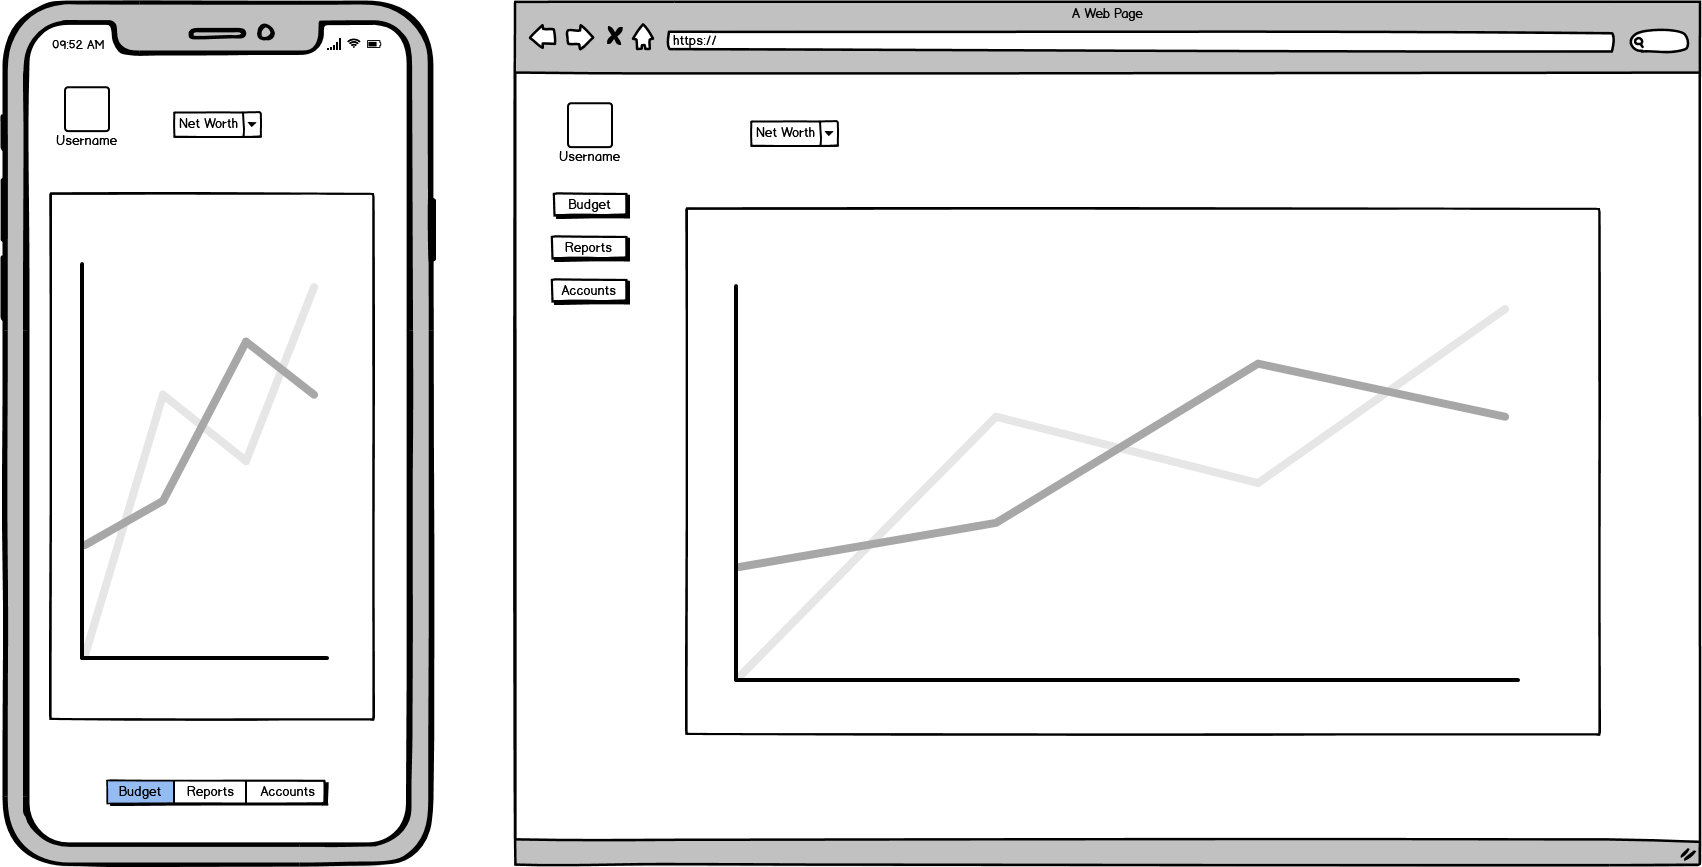 09:52 AM
Username
Net Worth
Budget
Reports
Accounts
A Web Page
https://
Username
Net Worth
Budget
Reports
Accounts